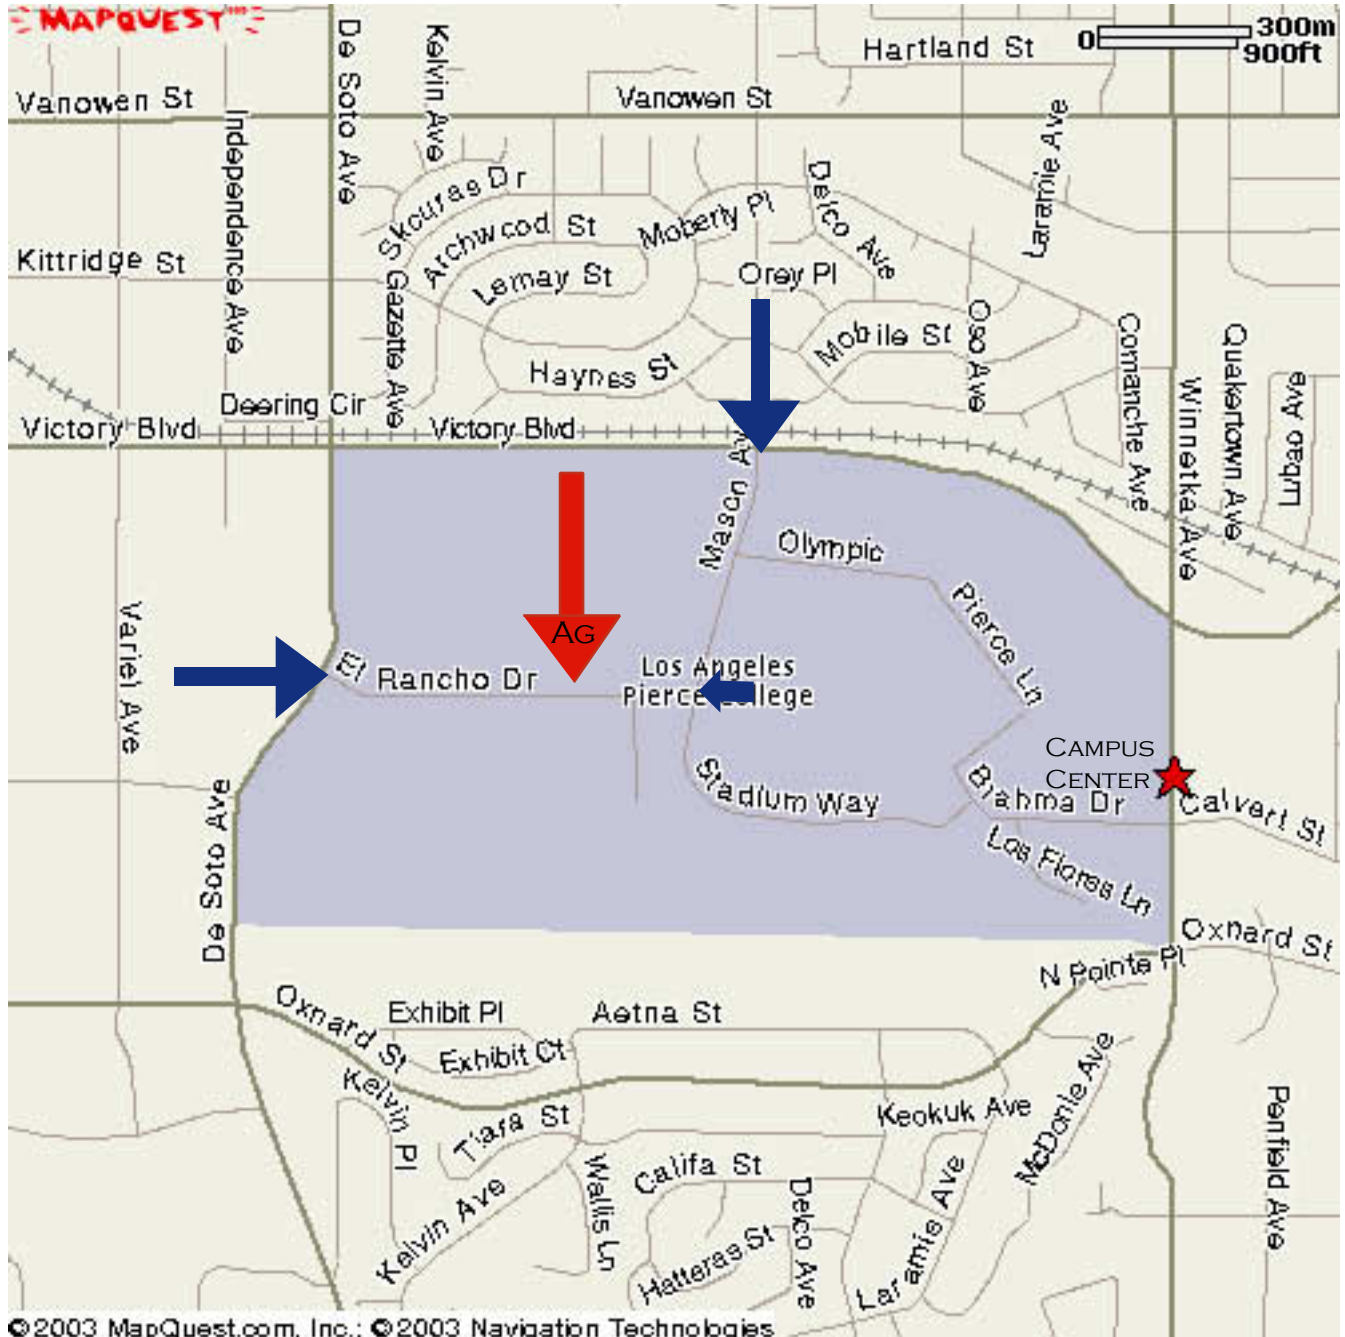 MAPQUEST
De Soto Ave
Kelvin Ave
Hartland St
0
300m
900ft
Vanowen St
Vanowen St
Independence Ave
Laramie Ave
Skouras Dr
Archwood St
Moberly Pl
Delco Ave
Kittridge St
Lemay St
Orey Pl
Gazette Ave
Oso Ave
Mobile St
Comanche Ave
Quakertown Ave
Haynes St
Winnetka Ave
Lubao Ave
Deering Cir
Victory Blvd
Victory Blvd
Mason Av
Olympic
Pierce Ln
Variel Ave
AG
El Rancho Dr
Los Angeles
Pierce College
CAMPUS
CENTER
Stadium Way
Brahma Dr
Calvert St
De Soto Ave
Los Flores Ln
Oxnard St
N Pointe Pl
Oxnard St
Exhibit Pl
Aetna St
Exhibit Ct
McDonie Ave
Kelvin Pl
Tiara St
Keokuk Ave
Penfield Ave
Wallis Ln
Califa St
Kelvin Ave
Delco Ave
Laramie Ave
Hatteras St
©2003 MapQuest.com, Inc.; ©2003 Navigation Technologies